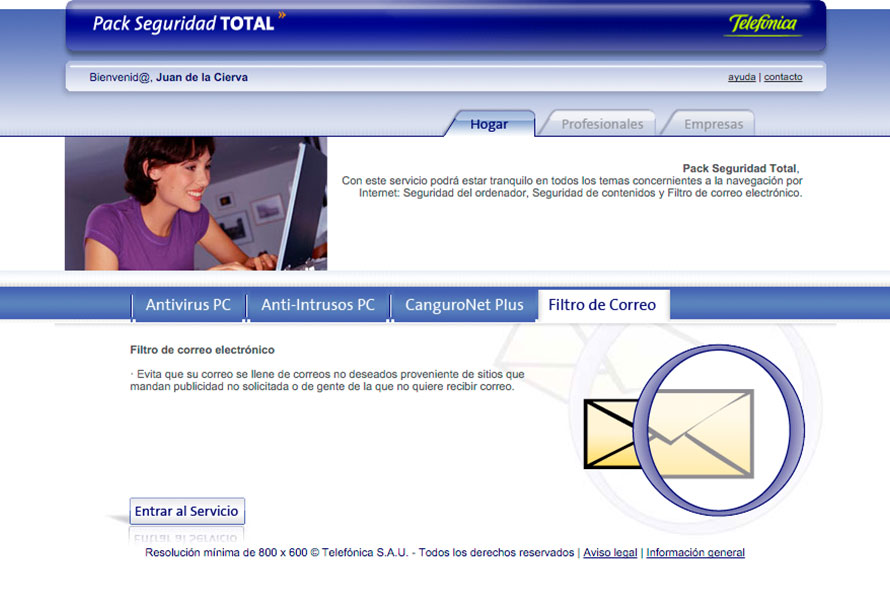 Pack Seguridad TOTAL »
Telefónica
Bienvenid@, Juan de la Cierva
ayuda | contacto
Hogar
Profesionales
Empresas
Pack Seguridad Total,
Con este servicio podrá estar tranquilo en todos los temas concernientes a la navegación por
Internet: Seguridad del ordenador, Seguridad de contenidos y Filtro de correo electrónico.
Antivirus PC
Anti-Intrusos PC
CanguroNet Plus
Filtro de Correo
Filtro de correo electrónico
· Evita que su correo se llene de correos no deseados proveniente de sitios que
mandan publicidad no solicitada o de gente de la que no quiere recibir correo.
Entrar al Servicio
Resolución mínima de 800 x 600 © Telefónica S.A.U. - Todos los derechos reservados | Aviso legal | Información general